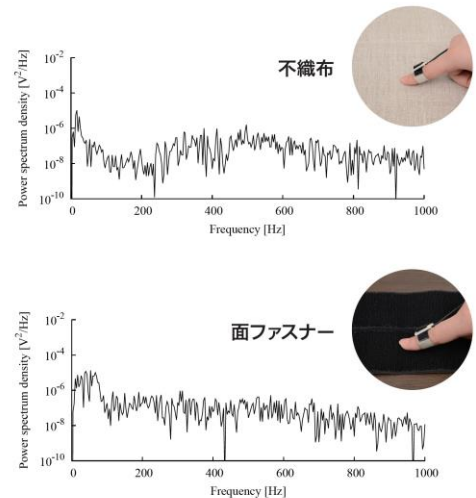 不織布
Power spectrum density [V²/Hz]
10⁻²
10⁻⁴
10⁻⁶
10⁻⁸
10⁻¹⁰
0 200 400 600 800 1000
Frequency [Hz]
面ファスナー
Power spectrum density [V²/Hz]
10⁻²
10⁻⁴
10⁻⁶
10⁻⁸
10⁻¹⁰
0 200 400 600 800 1000
Frequency [Hz]